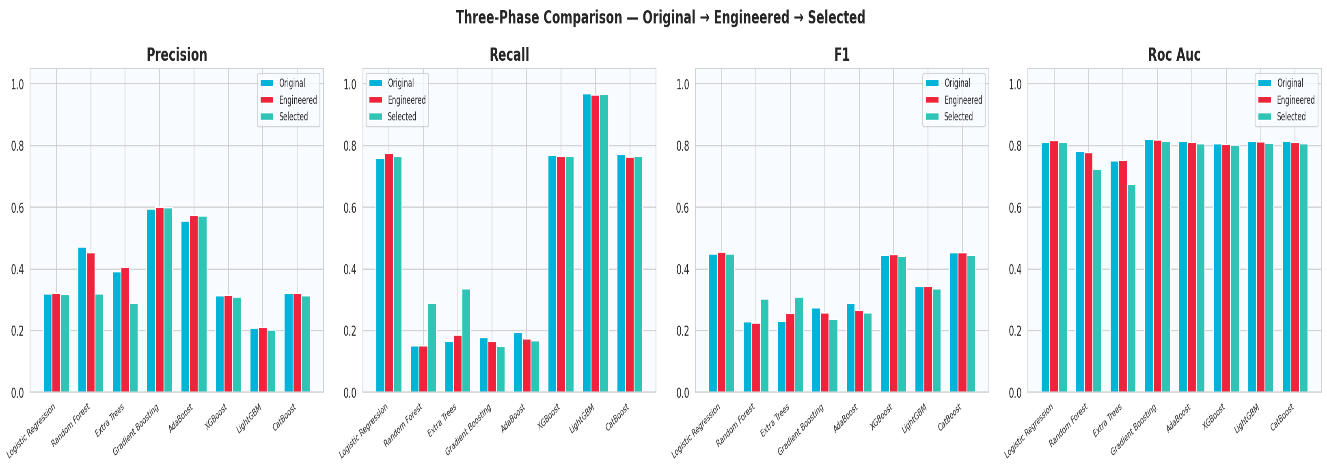 Three-Phase Comparison — Original → Engineered → Selected
Precision
1.0
0.8
0.6
0.4
0.2
0.0
Original
Engineered
Selected
Logistic Regression
Random Forest
Extra Trees
Gradient Boosting
AdaBoost
XGBoost
LightGBM
CatBoost
Recall
1.0
0.8
0.6
0.4
0.2
0.0
Original
Engineered
Selected
Logistic Regression
Random Forest
Extra Trees
Gradient Boosting
AdaBoost
XGBoost
LightGBM
CatBoost
F1
1.0
0.8
0.6
0.4
0.2
0.0
Original
Engineered
Selected
Logistic Regression
Random Forest
Extra Trees
Gradient Boosting
AdaBoost
XGBoost
LightGBM
CatBoost
Roc Auc
1.0
0.8
0.6
0.4
0.2
0.0
Original
Engineered
Selected
Logistic Regression
Random Forest
Extra Trees
Gradient Boosting
AdaBoost
XGBoost
LightGBM
CatBoost